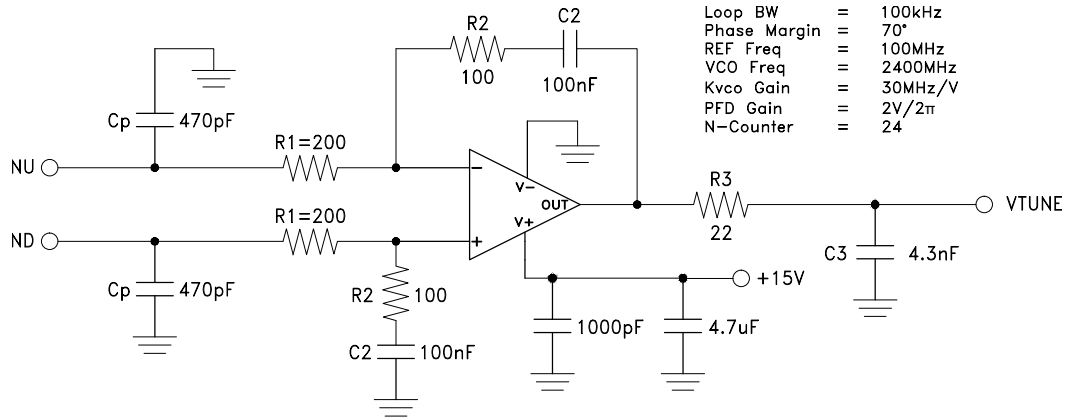 Loop BW = 100kHz
Phase Margin = 70°
REF Freq = 100MHz
VCO Freq = 2400MHz
Kvco Gain = 30MHz/V
PFD Gain = 2V/2π
N-Counter = 24
R2
100
C2
100nF
Cp
470pF
R1=200
NU
−
V−
OUT
V+
+
R3
22
VTUNE
ND
R1=200
Cp
470pF
R2
100
C2
100nF
+15V
1000pF
4.7uF
C3
4.3nF